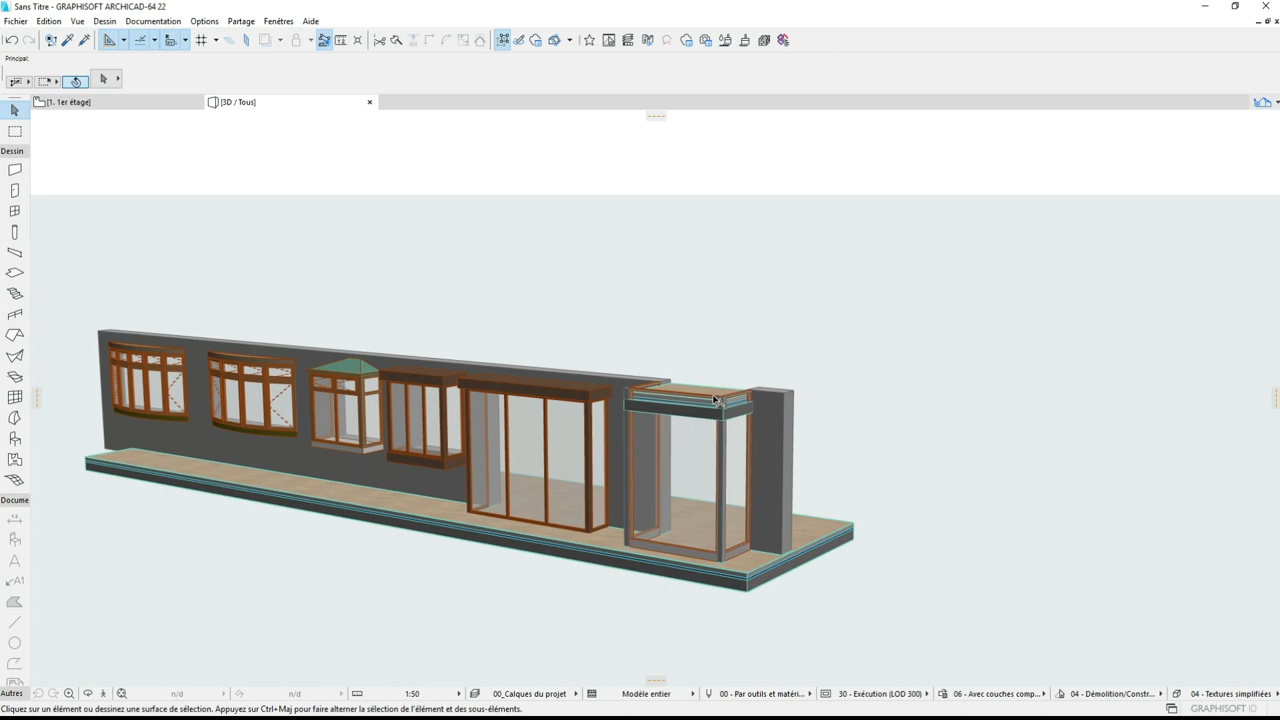 Sans Titre - GRAPHISOFT ARCHICAD-64 22
Fichier Edition Vue Dessin Documentation Options Partage Fenêtres Aide
Principal:
[1. 1er étage] [3D / Tous]
Dessin
Docume
A
A1
Autres n/d n/d 1:50 00_Calques du projet Modèle entier 00 - Par outils et matéri... 30 - Exécution (LOD 300) 06 - Avec couches comp... 04 - Démolition/Constr... 04 - Textures simplifiées
Cliquez sur un élément ou dessinez une surface de sélection. Appuyez sur Ctrl+Maj pour faire alterner la sélection de l'élément et des sous-éléments. GRAPHISOFT ID